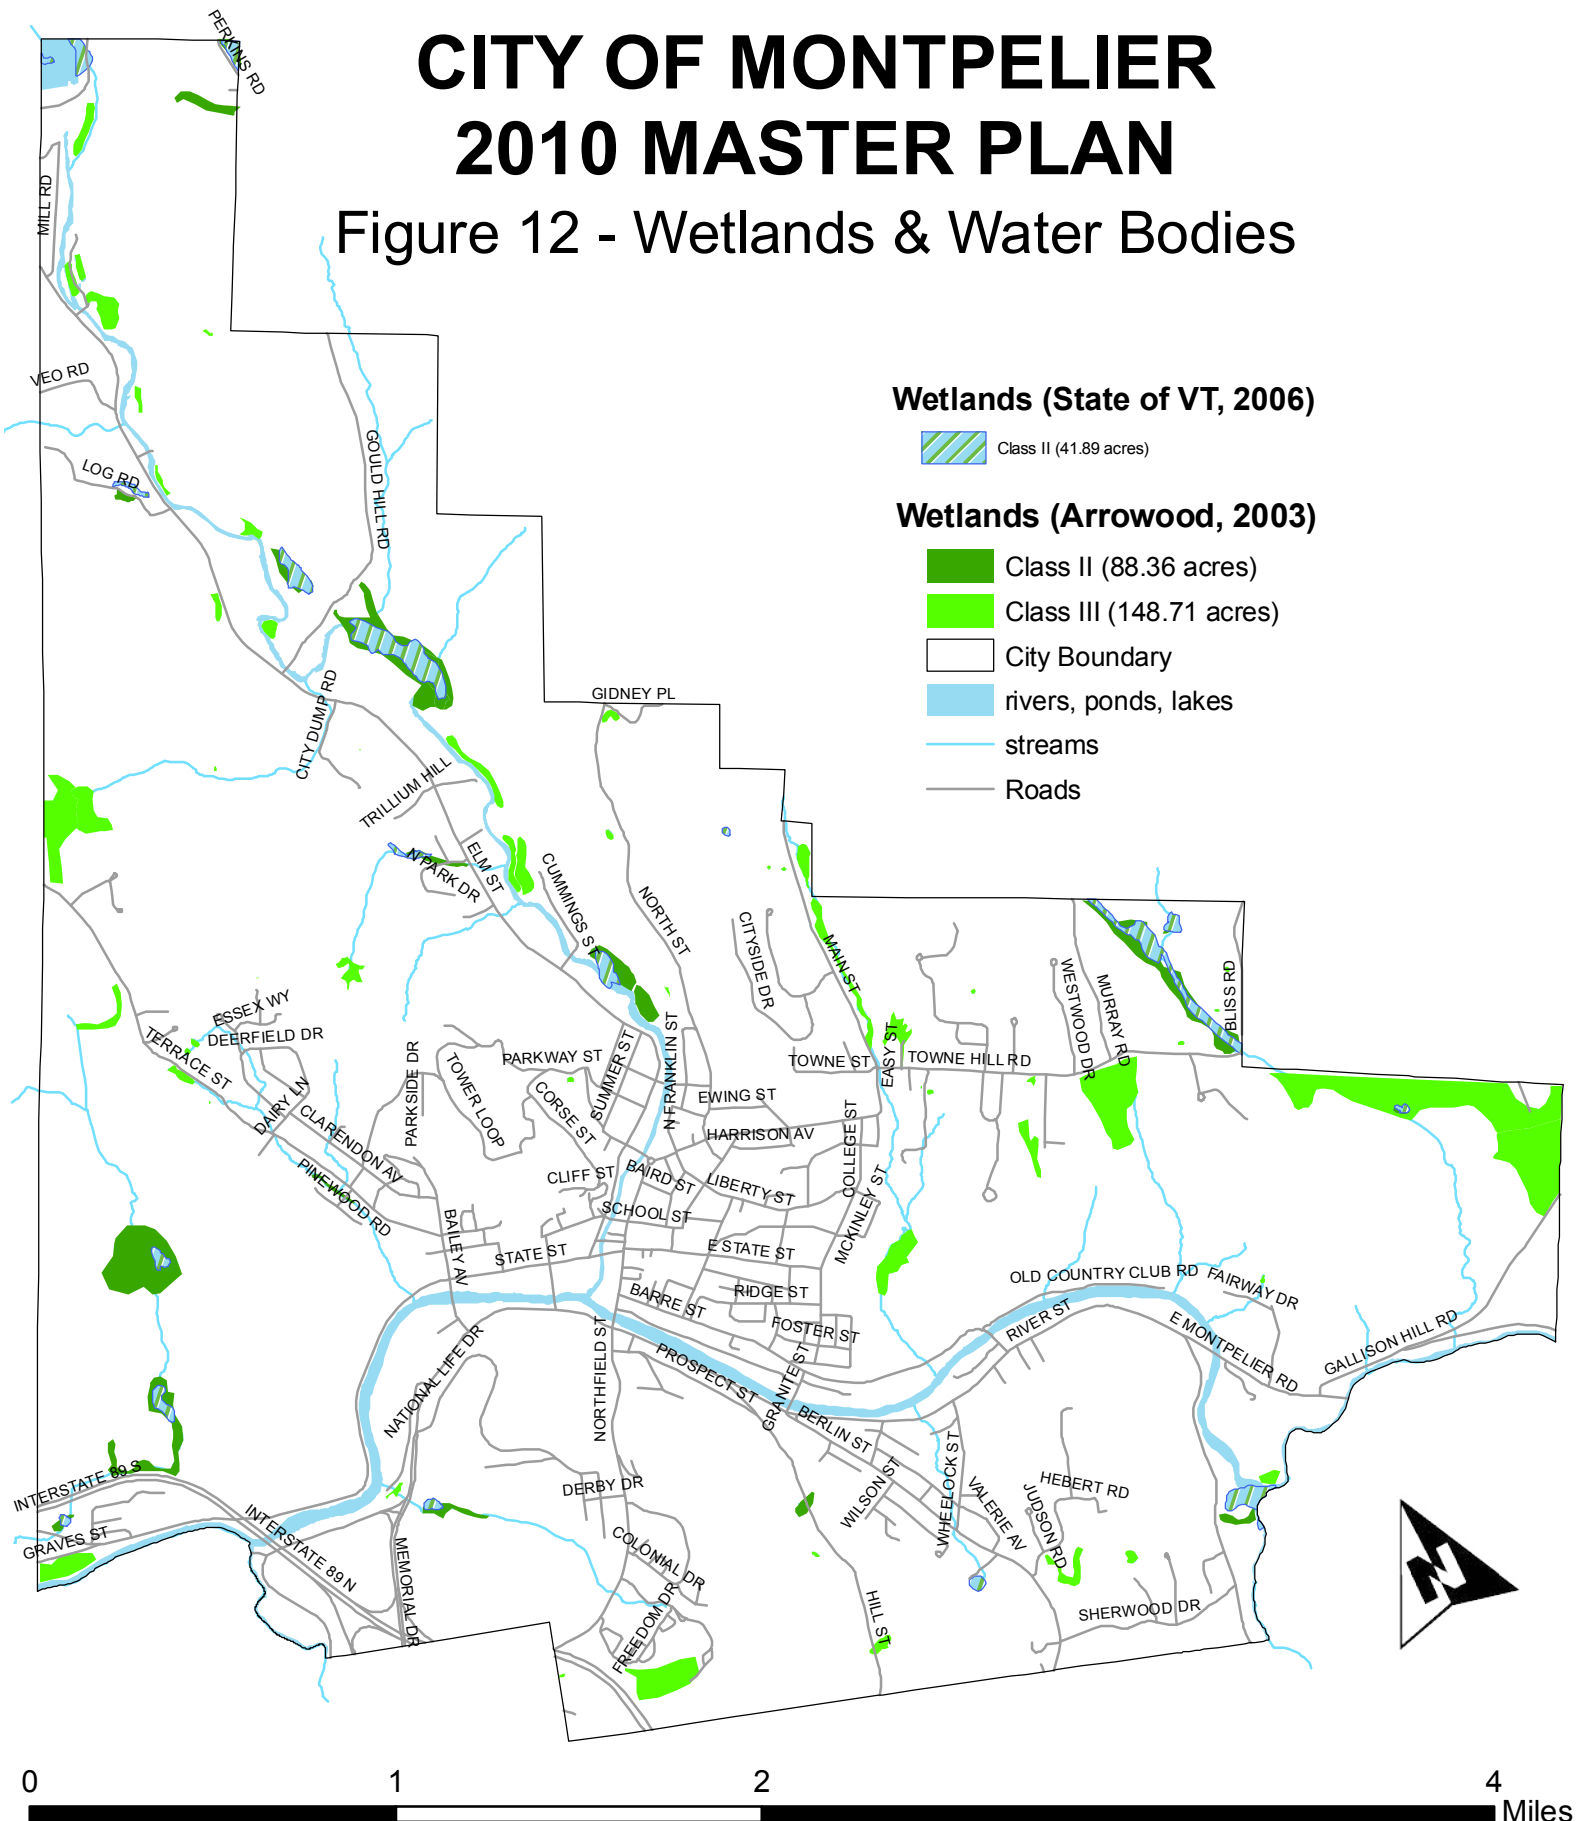 CITY OF MONTPELIER
2010 MASTER PLAN
Figure 12 - Wetlands & Water Bodies
PERKINS RD
MILL RD
VEO RD
LOG RD
GOULD HILL RD
Wetlands (State of VT, 2006)
Class II (41.89 acres)
Wetlands (Arrowood, 2003)
Class II (88.36 acres)
Class III (148.71 acres)
City Boundary
rivers, ponds, lakes
streams
Roads
GIDNEY PL
CITY DUMP RD
TRILLIUM HILL
N PARK DR
ELM ST
CUMMINGS ST
NORTH ST
CITYSIDE DR
MAIN ST
WESTWOOD DR
MURRAY RD
BLISS RD
ESSEX WY
DEERFIELD DR
TERRACE ST
DAIRY LN
CLARENDON AV
PINEWOOD RD
PARKSIDE DR
TOWER LOOP
PARKWAY ST
CORSE ST
SUMMER ST
N FRANKLIN ST
TOWNE ST
EASY ST
TOWNE HILL RD
EWING ST
HARRISON AV
COLLEGE ST
CLIFF ST
BAIRD ST
LIBERTY ST
MCKINLEY ST
SCHOOL ST
BAILEY AV
STATE ST
E STATE ST
RIDGE ST
BARRE ST
FOSTER ST
OLD COUNTRY CLUB RD
FAIRWAY DR
RIVER ST
E MONTPELIER RD
GALLISON HILL RD
NATIONAL LIFE DR
NORTHFIELD ST
PROSPECT ST
GRANITE ST
BERLIN ST
WILSON ST
WHEELOCK ST
VALERIE AV
JUDSON RD
HEBERT RD
INTERSTATE 89 S
GRAVES ST
INTERSTATE 89 N
MEMORIAL DR
DERBY DR
COLONIAL DR
FREEDOM DR
HILL ST
SHERWOOD DR
N
0 1 2 4
Miles